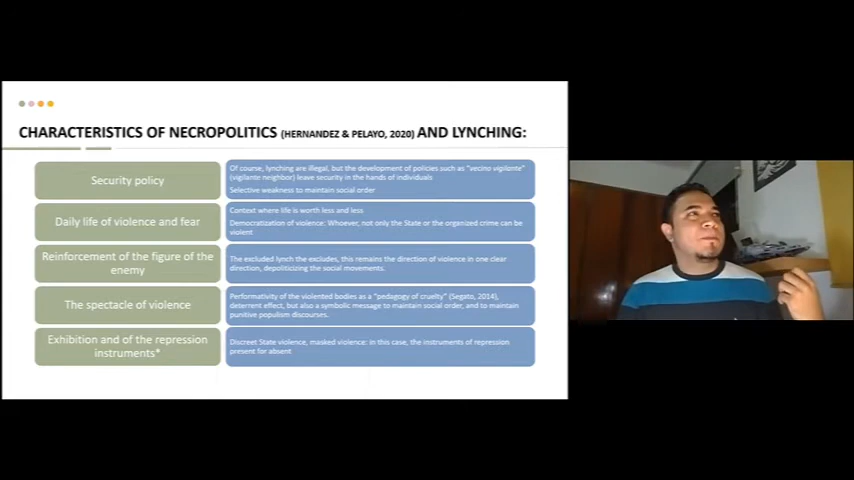 CHARACTERISTICS OF NECROPOLITICS (HERNANDEZ & PELAYO, 2020) AND LYNCHING:
Security policy
Of course, lynching are illegal, but the development of policies such as "vecino vigilante"
(vigilante neighbor) leave security in the hands of individuals
Selective weakness to maintain social order
Daily life of violence and fear
Context where life is worth less and less
Democratization of violence: Whoever, not only the State or the organized crime can be
violent
Reinforcement of the figure of the
enemy
The excluded lynch the excludes, this remains the direction of violence in one clear
direction, depoliticizing the social movements.
The spectacle of violence
Performativity of the violented bodies as a "pedagogy of cruelty" (Segato, 2014),
deterrent effect, but also a symbolic message to maintain social order, and to maintain
punitive populism discourses.
Exhibition and of the repression
instruments*
Discreet State violence, masked violence: in this case, the instruments of repression
present for absent